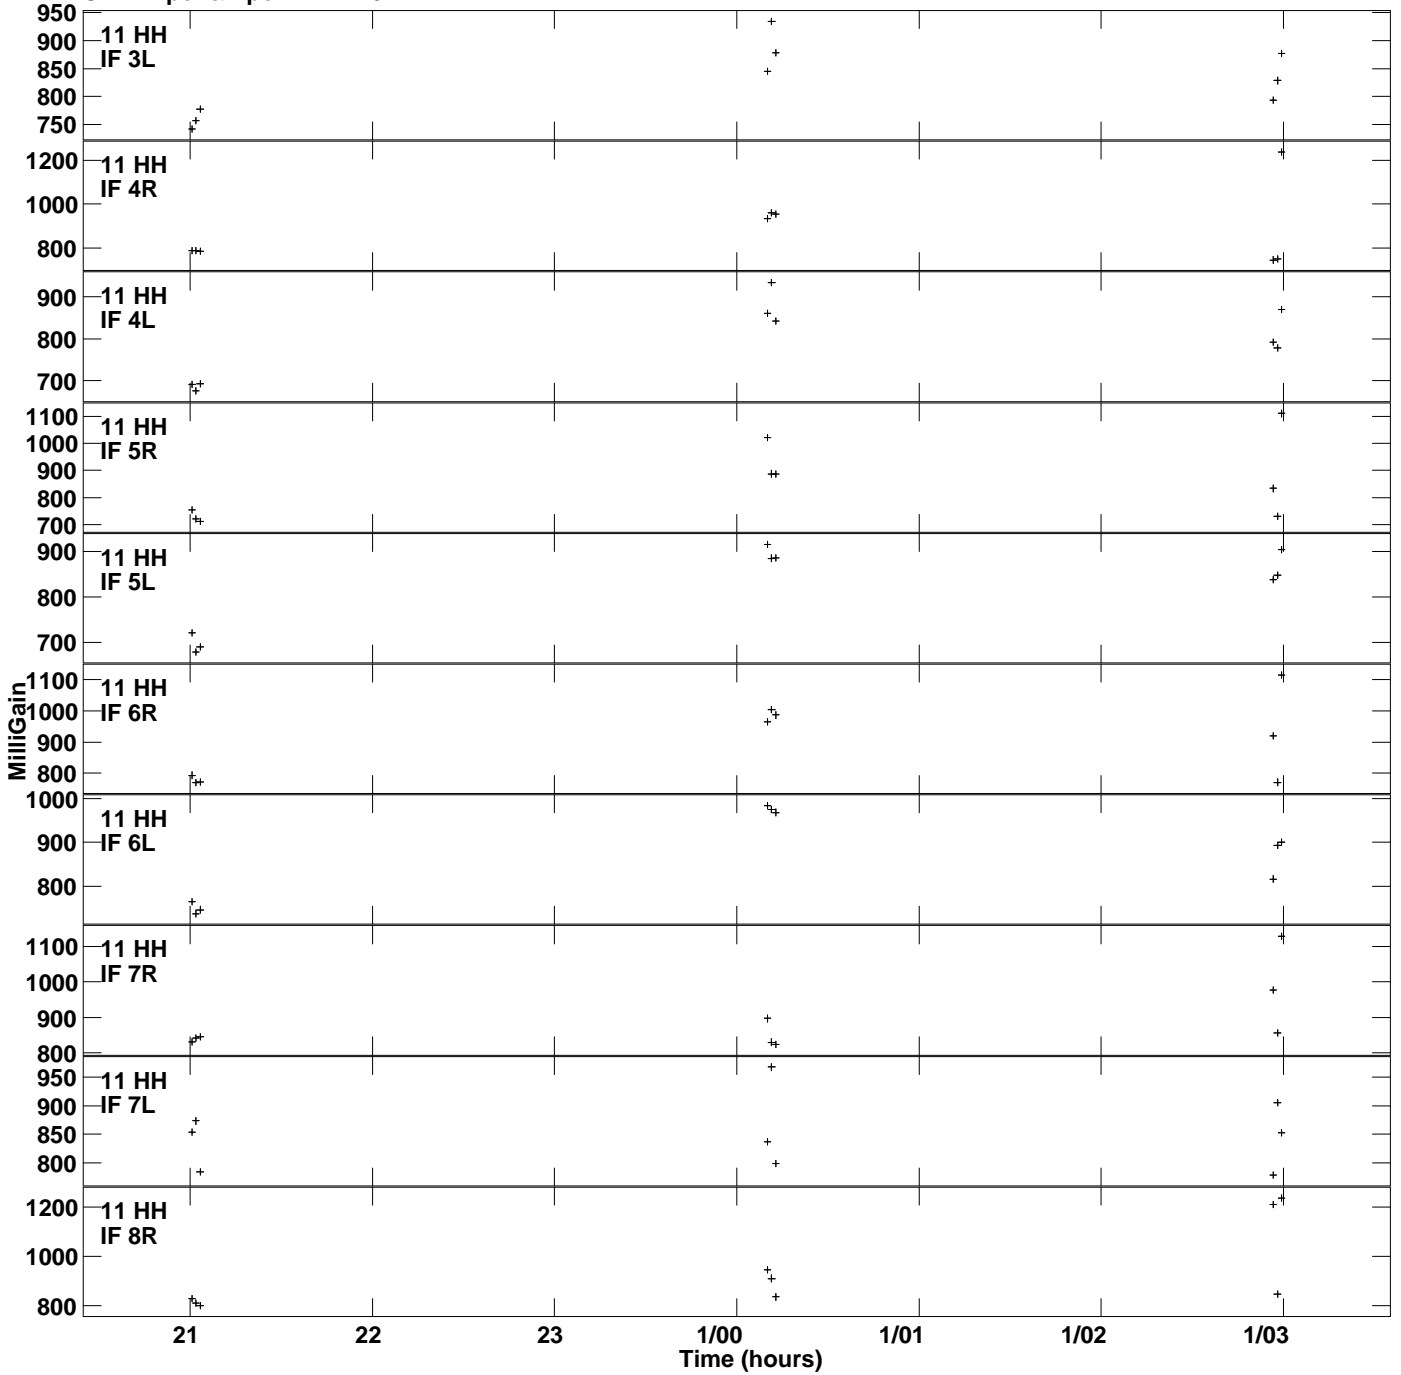 950
900
850
800
750
11 HH
IF 3L
1200
1000
800
11 HH
IF 4R
900
800
700
11 HH
IF 4L
1100
1000
900
800
700
11 HH
IF 5R
900
800
700
11 HH
IF 5L
1100
1000
900
800
11 HH
IF 6R
MilliGain
1000
900
800
11 HH
IF 6L
1100
1000
900
800
11 HH
IF 7R
950
900
850
800
11 HH
IF 7L
1200
1000
800
11 HH
IF 8R
21 22 23 1/00 1/01 1/02 1/03
Time (hours)